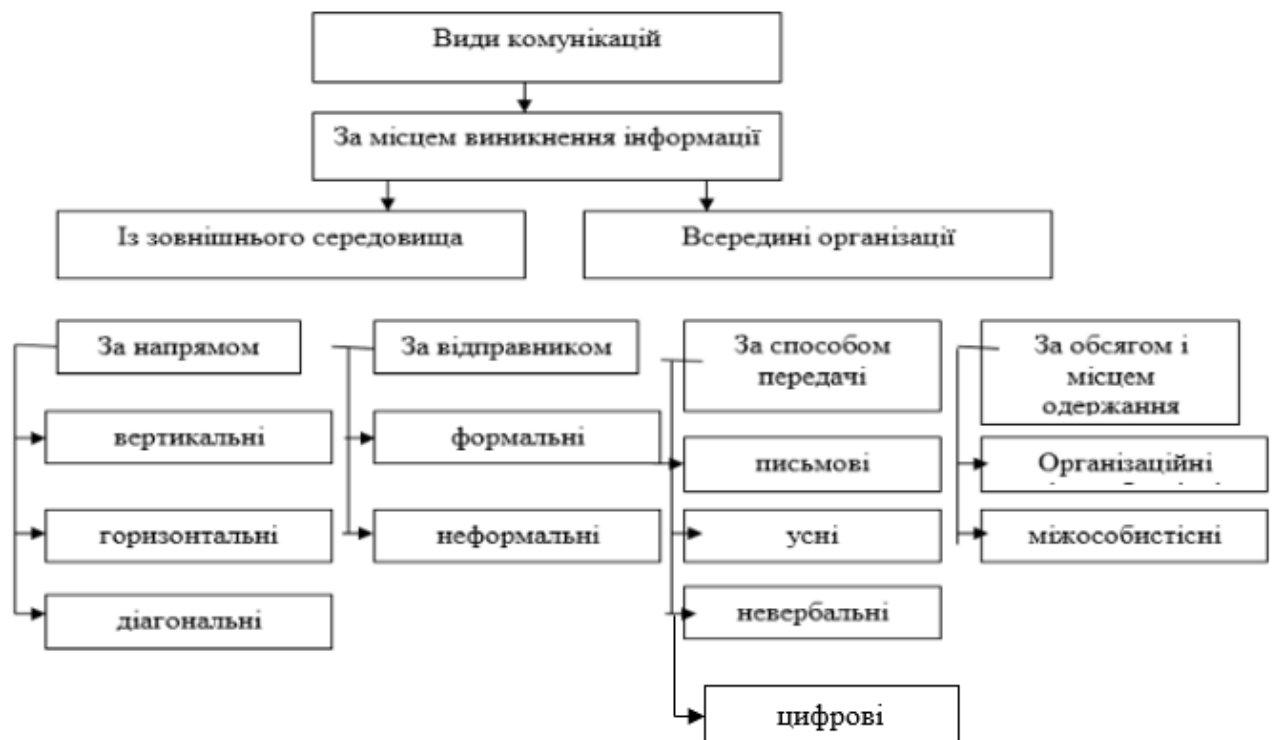 Види комунікацій
За місцем виникнення інформації
Із зовнішнього середовища
Всередині організації
За напрямом
вертикальні
горизонтальні
діагональні
За відправником
формальні
неформальні
За способом
передачі
письмові
усні
невербальні
цифрові
За обсягом і
місцем
одержання
Організаційні
міжособистісні